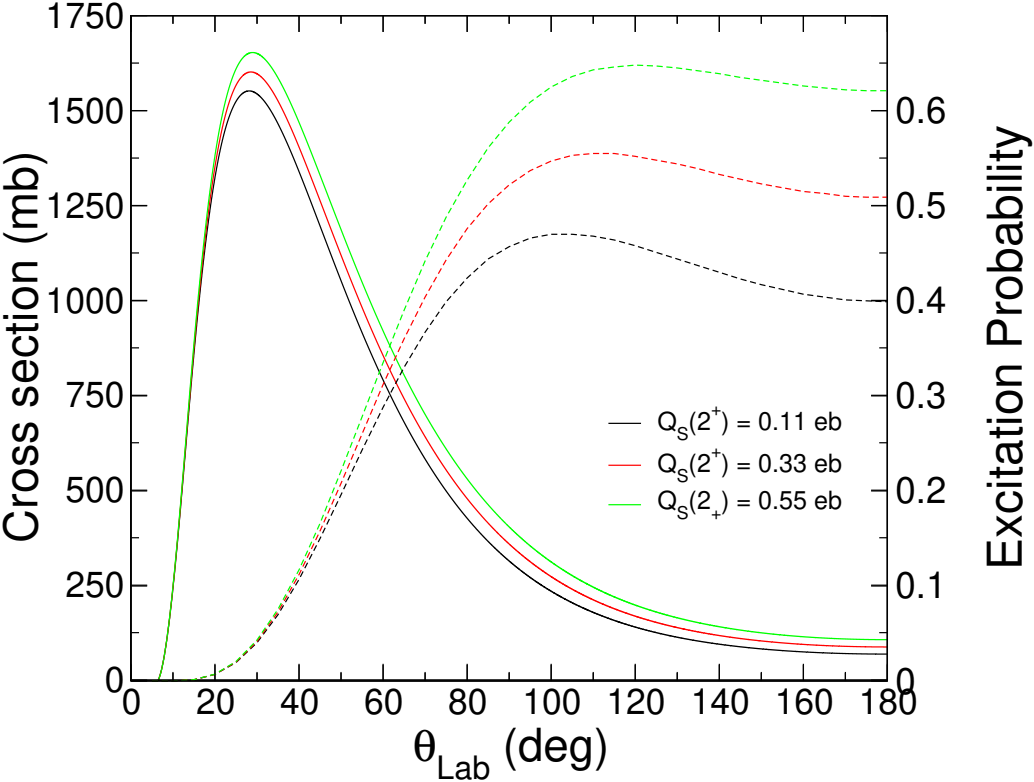 1750
1500
1250
1000
750
500
250
0
Cross section (mb)
0.6
0.5
0.4
0.3
0.2
0.1
0
Excitation Probability
Q_S(2^+) = 0.11 eb
Q_S(2^+) = 0.33 eb
Q_S(2_+) = 0.55 eb
0 20 40 60 80 100 120 140 160 180
θ_Lab (deg)